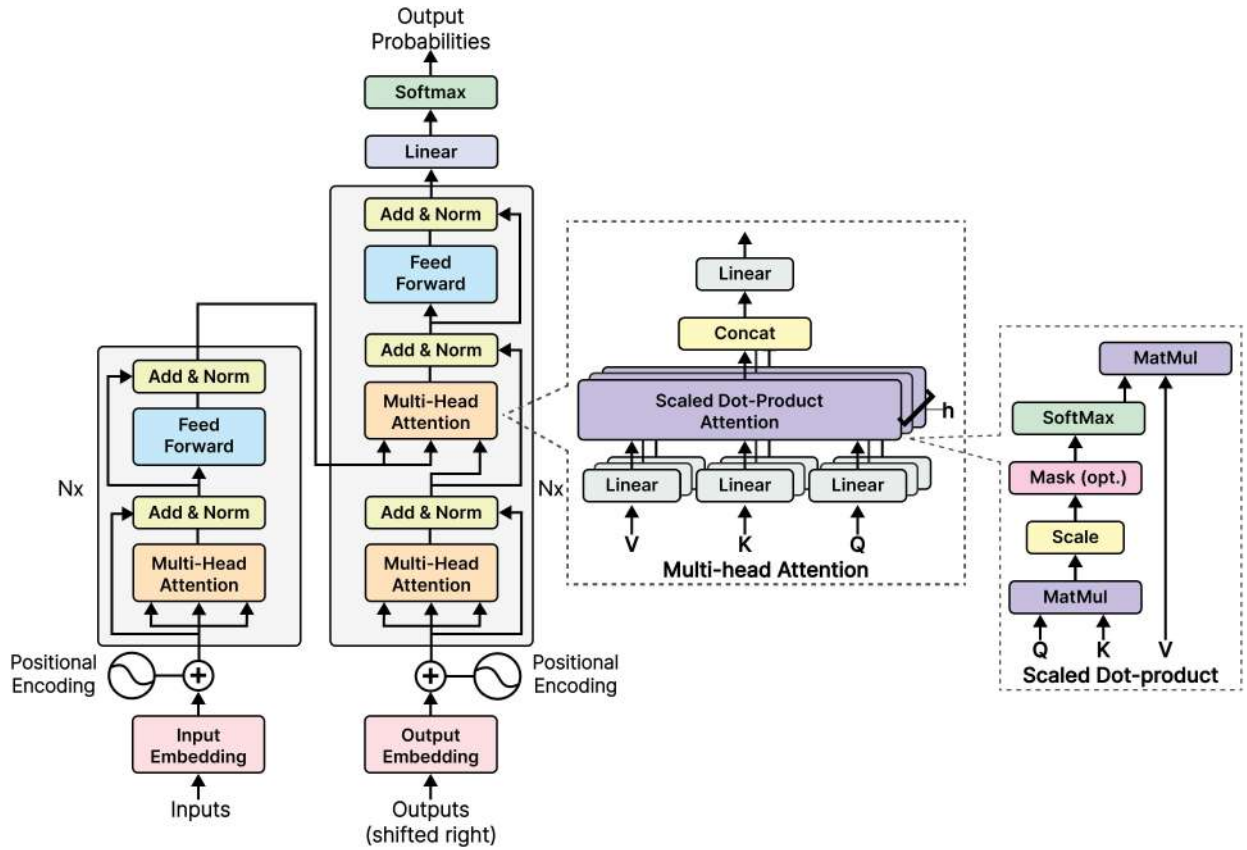 Output
Probabilities
Softmax
Linear
Add & Norm
Feed
Forward
Add & Norm
Multi-Head
Attention
Add & Norm
Multi-Head
Attention
Nx
Positional
Encoding
Output
Embedding
Outputs
(shifted right)
Add & Norm
Feed
Forward
Nx
Add & Norm
Multi-Head
Attention
Positional
Encoding
Input
Embedding
Inputs
Linear
Concat
Scaled Dot-Product
Attention
h
Linear
Linear
Linear
V
K
Q
Multi-head Attention
MatMul
SoftMax
Mask (opt.)
Scale
MatMul
Q
K
V
Scaled Dot-product